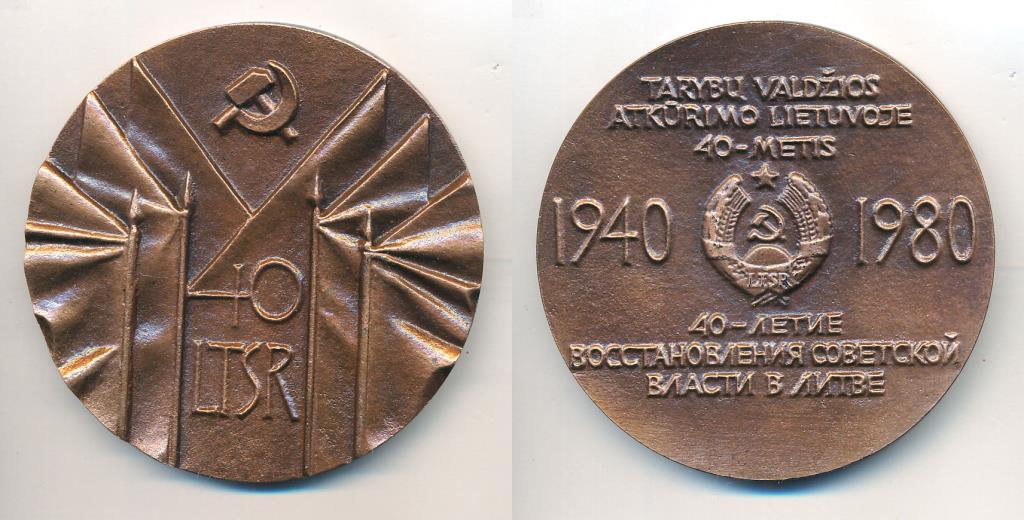 40
LTSR
TARYBŲ VALDŽIOS
ATKŪRIMO LIETUVOJE
40-METIS
1940 1980
LTSR
40-ЛЕТИЕ
ВОССТАНОВЛЕНИЯ СОВЕТСКОЙ
ВЛАСТИ В ЛИТВЕ